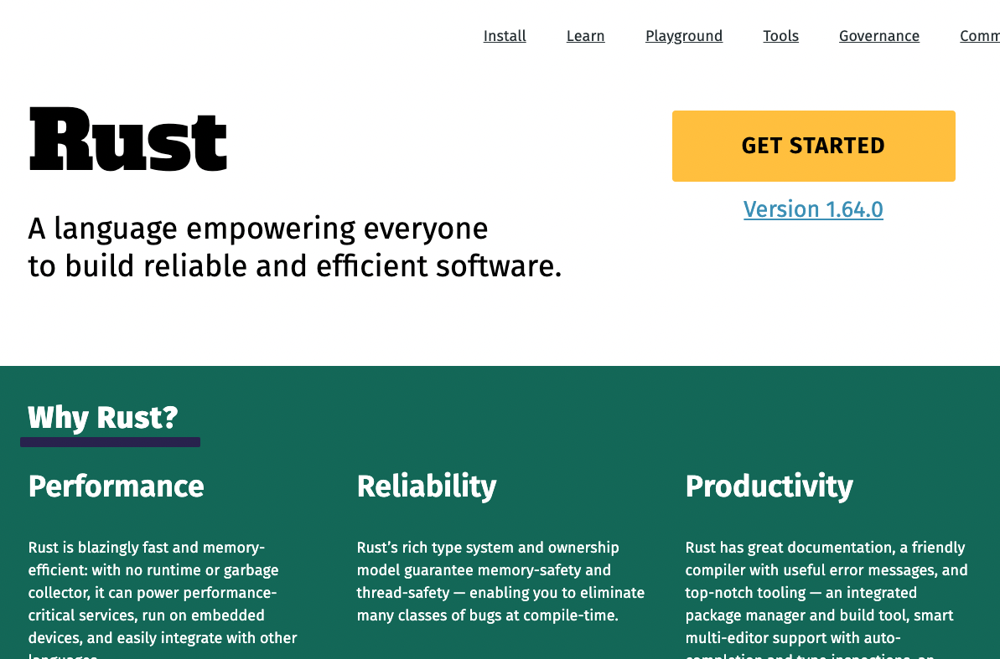 Install Learn Playground Tools Governance
Rust
GET STARTED
Version 1.64.0
A language empowering everyone
to build reliable and efficient software.
Why Rust?
Performance
Rust is blazingly fast and memory-
efficient: with no runtime or garbage
collector, it can power performance-
critical services, run on embedded
devices, and easily integrate with other
languages.
Reliability
Rust’s rich type system and ownership
model guarantee memory-safety and
thread-safety — enabling you to eliminate
many classes of bugs at compile-time.
Productivity
Rust has great documentation, a friendly
compiler with useful error messages, and
top-notch tooling — an integrated
package manager and build tool, smart
multi-editor support with auto-
completion and type inspections, an